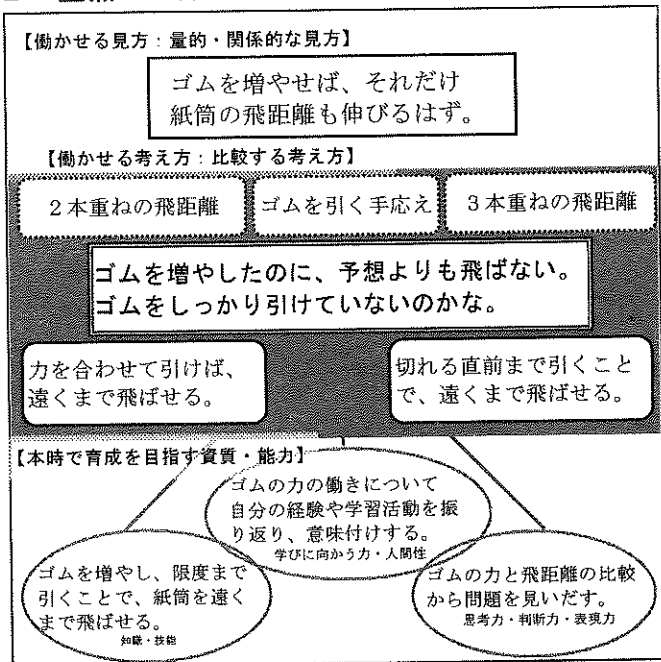 【働かせる見方：量的・関係的な見方】
ゴムを増やせば、それだけ
紙筒の飛距離も伸びるはず。
【働かせる考え方：比較する考え方】
2本重ねの飛距離
ゴムを引く手応え
3本重ねの飛距離
ゴムを増やしたのに、予想よりも飛ばない。
ゴムをしっかり引けていないのかな。
力を合わせて引けば、
遠くまで飛ばせる。
切れる直前まで引くこと
で、遠くまで飛ばせる。
【本時で育成を目指す資質・能力】
ゴムの力の働きについて
自分の経験や学習活動を振
り返り、意味付けする。
学びに向かう力・人間性
ゴムを増やし、限度まで
引くことで、紙筒を遠く
まで飛ばせる。
知識・技能
ゴムの力と飛距離の比較
から問題を見いだす。
思考力・判断力・表現力